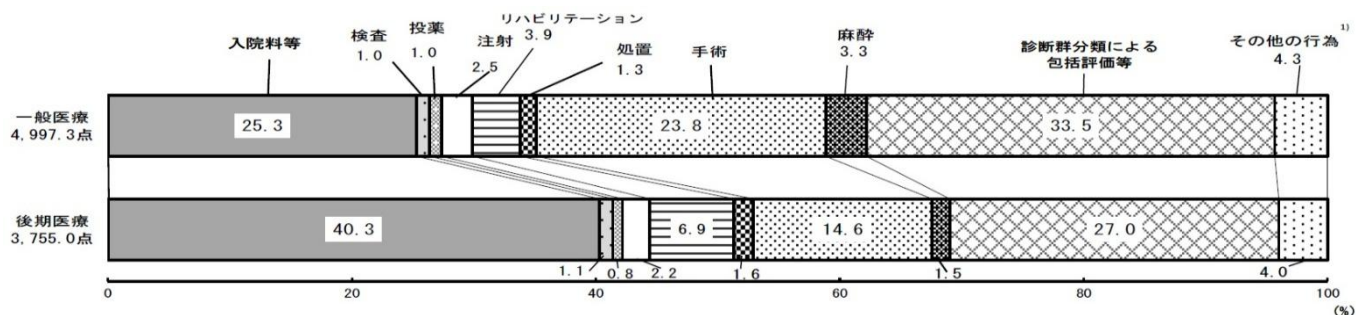 入院料等
検査
1.0
投薬
1.0
注射
2.5
リハビリテーション
3.9
処置
1.3
手術
麻酔
3.3
診断群分類による
包括評価等
その他の行為 1)
4.3
一般医療
4,997.3点
25.3
23.8
33.5
後期医療
3,755.0点
40.3
6.9
14.6
27.0
1.1
0.8
2.2
1.6
1.5
4.0
0
20
40
60
80
100
(%)